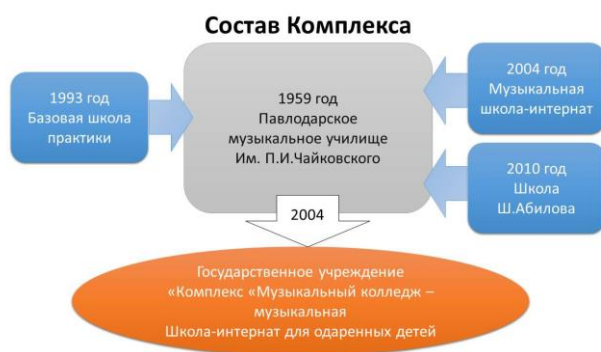 Состав Комплекса
1993 год
Базовая школа
практики
1959 год
Павлодарское
музыкальное училище
Им. П.И.Чайковского
2004 год
Музыкальная
школа-интернат
2010 год
Школа
Ш.Абилова
2004
Государственное учреждение
«Комплекс «Музыкальный колледж –
музыкальная
Школа-интернат для одаренных детей